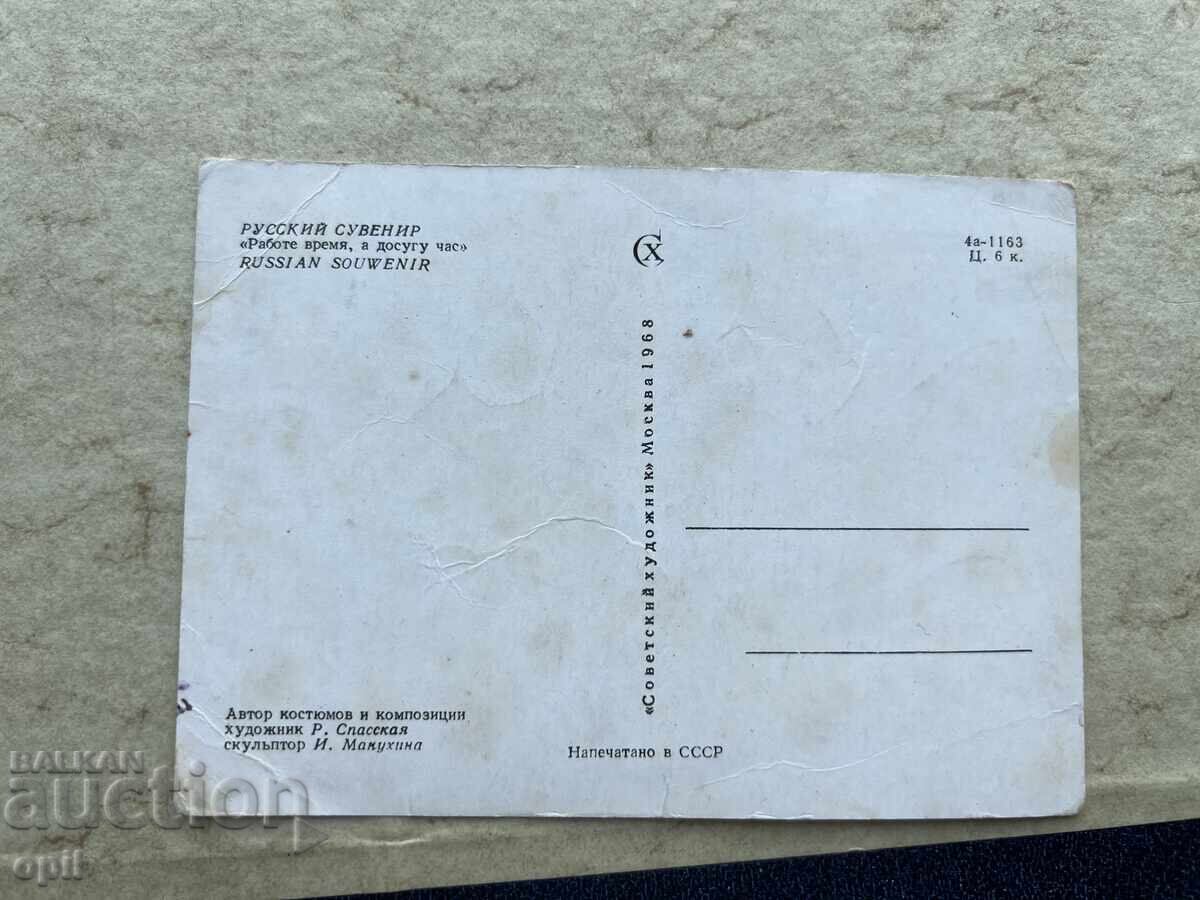 РУССКИЙ СУВЕНИР
«Работе время, а досугу час»
RUSSIAN SOUWENIR
СХ
4а-1163
Ц. 6 к.
«Советский художник» Москва 1968
Автор костюмов и композиции
художник Р. Спасская
скульптор И. Макухина
Напечатано в СССР
BALKAN
auction
opil